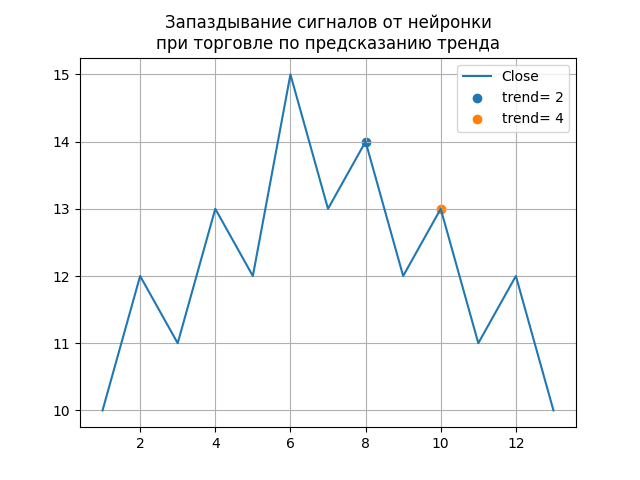 Запаздывание сигналов от нейронки
при торговле по предсказанию тренда
Close
trend= 2
trend= 4
15
14
13
12
11
10
2 4 6 8 10 12